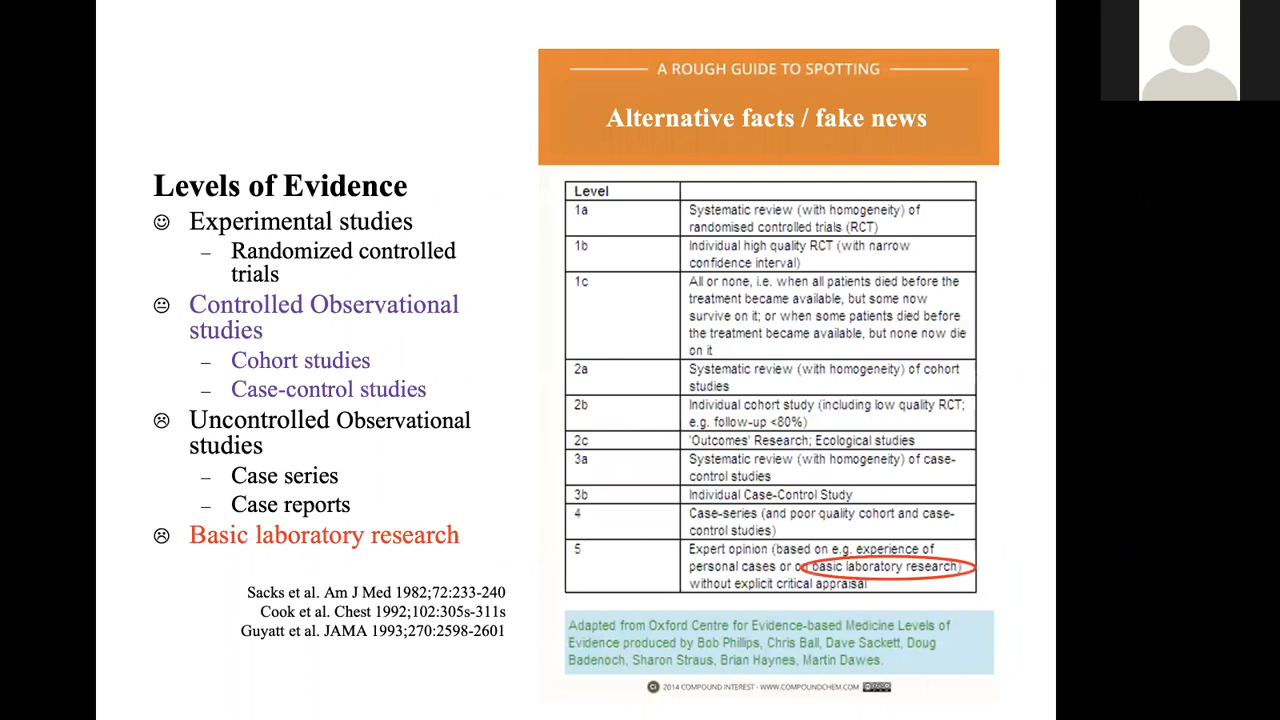 Levels of Evidence
☺ Experimental studies
– Randomized controlled
trials
😐 Controlled Observational
studies
– Cohort studies
– Case-control studies
☹ Uncontrolled Observational
studies
– Case series
– Case reports
☹ Basic laboratory research
Sacks et al. Am J Med 1982;72:233-240
Cook et al. Chest 1992;102:305s-311s
Guyatt et al. JAMA 1993;270:2598-2601
A ROUGH GUIDE TO SPOTTING
Alternative facts / fake news
Level
1a Systematic review (with homogeneity) of
randomised controlled trials (RCT)
1b Individual high quality RCT (with narrow
confidence interval)
1c All or none, i.e. when all patients died before the
treatment became available, but some now
survive on it; or when some patients died before
the treatment became available, but none now die
on it
2a Systematic review (with homogeneity) of cohort
studies
2b Individual cohort study (including low quality RCT;
e.g. follow-up <80%)
2c 'Outcomes' Research; Ecological studies
3a Systematic review (with homogeneity) of case-
control studies
3b Individual Case-Control Study
4 Case-series (and poor quality cohort and case-
control studies)
5 Expert opinion (based on e.g. experience of
personal cases or on basic laboratory research)
without explicit critical appraisal
Adapted from Oxford Centre for Evidence-based Medicine Levels of
Evidence produced by Bob Phillips, Chris Ball, Dave Sackett, Doug
Badenoch, Sharon Straus, Brian Haynes, Martin Dawes.
Ci 2014 COMPOUND INTEREST - WWW.COMPOUNDCHEM.COM